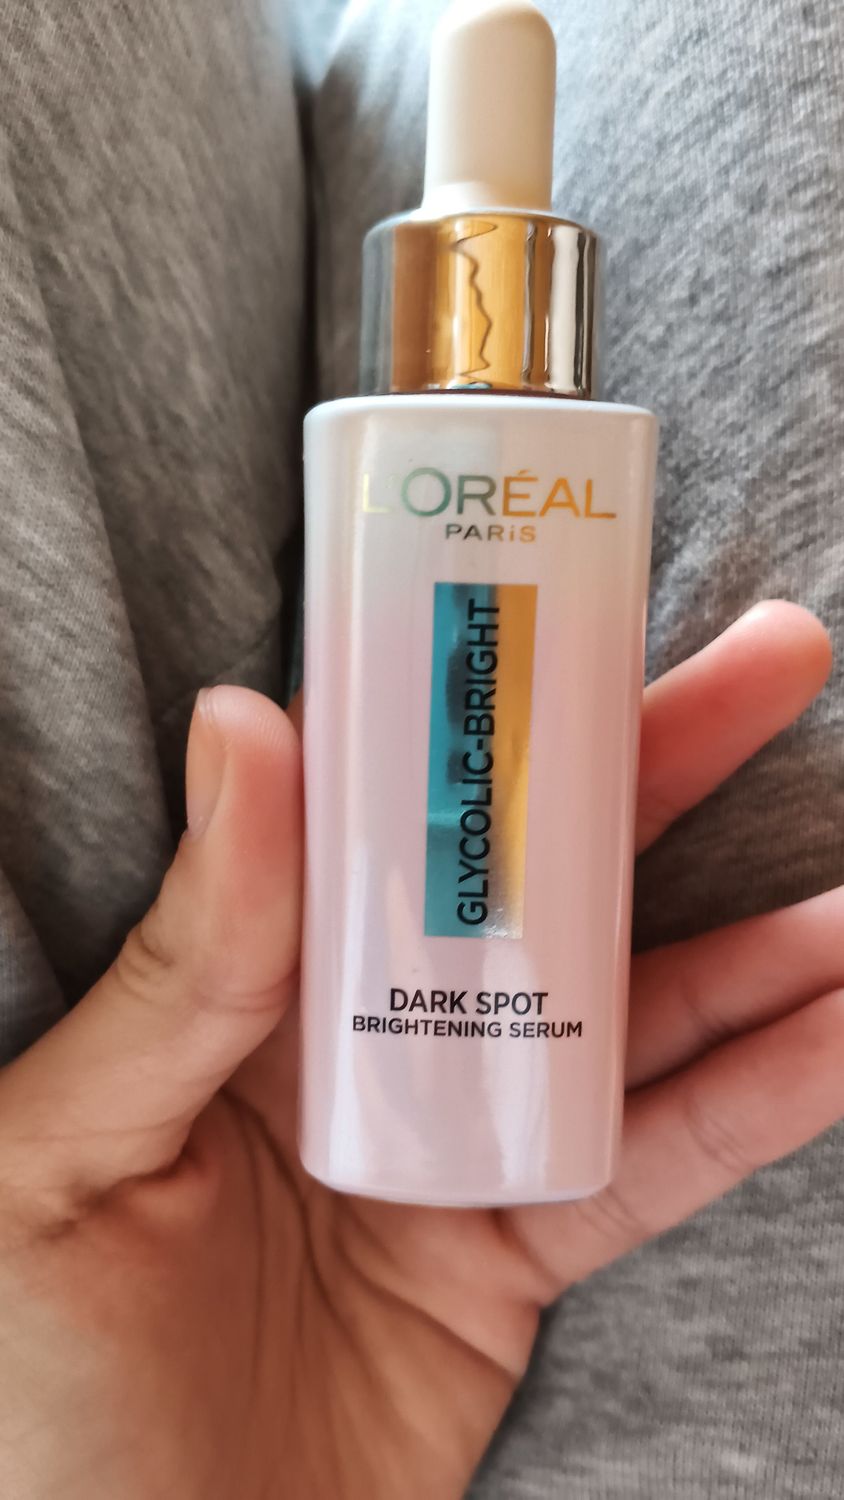 L'ORÉAL
PARiS
GLYCOLIC-BRIGHT
DARK SPOT
BRIGHTENING SERUM